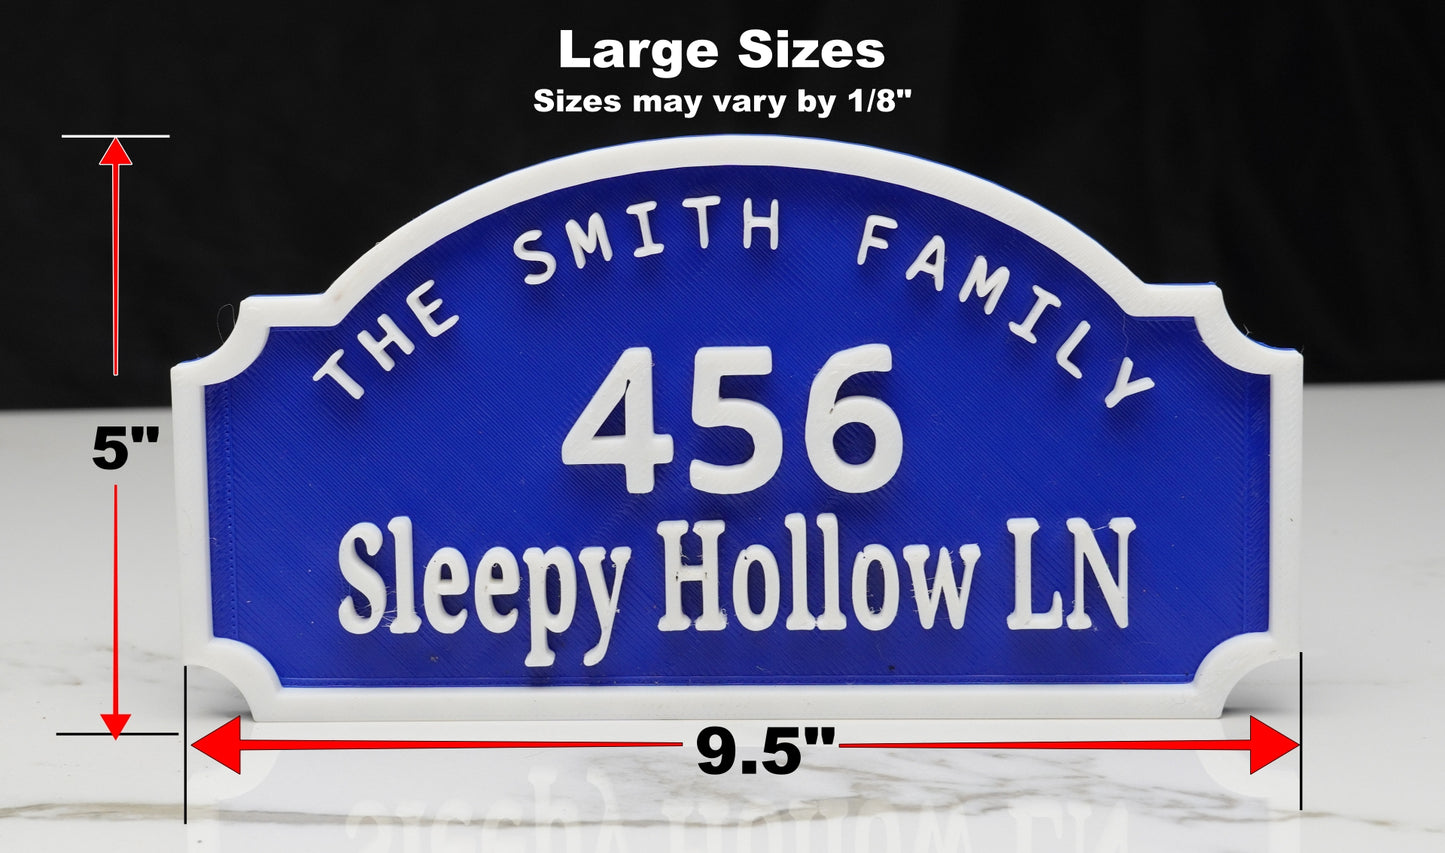 Large Sizes
Sizes may vary by 1/8"
THE SMITH FAMILY
456
Sleepy Hollow LN
5"
9.5"